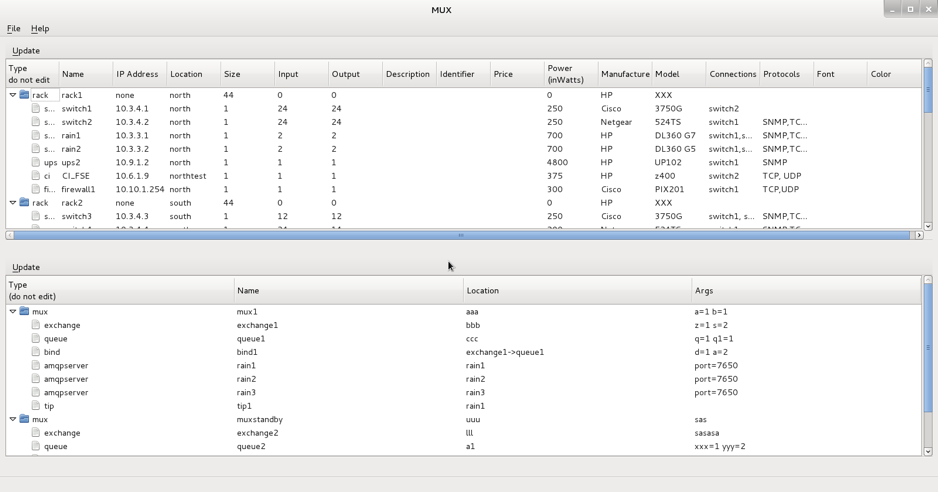 MUX
File Help
Update
Type
do not edit Name IP Address Location Size Input Output Description Identifier Price Power
(inWatts) Manufacture Model Connections Protocols Font Color
rack rack1 none north 44 0 0 0 HP XXX
s... switch1 10.3.4.1 north 1 24 24 250 Cisco 3750G switch2
s... switch2 10.3.4.2 north 1 24 24 250 Netgear 524TS switch1 SNMP,TC...
s... rain1 10.3.3.1 north 1 2 2 700 HP DL360 G7 switch1,s... SNMP,TC...
s... rain2 10.3.3.2 north 1 2 2 700 HP DL360 G5 switch1,s... SNMP,TC...
ups ups2 10.9.1.2 north 1 1 1 4800 HP UP102 switch1 SNMP
ci CI_FSE 10.6.1.9 northtest 1 1 1 375 HP z400 switch2 TCP, UDP
fi... firewall1 10.10.1.254 north 1 1 1 300 Cisco PIX201 switch1 TCP,UDP
rack rack2 none south 44 0 0 0 HP XXX
s... switch3 10.3.4.3 south 1 12 12 250 Cisco 3750G switch1, s... SNMP,TC...
Update
Type
(do not edit) Name Location Args
mux mux1 aaa a=1 b=1
exchange exchange1 bbb z=1 s=2
queue queue1 ccc q=1 q1=1
bind bind1 exchange1->queue1 d=1 a=2
amqpserver rain1 rain1 port=7650
amqpserver rain2 rain2 port=7650
amqpserver rain3 rain3 port=7650
tip tip1 rain1
mux muxstandby uuu sas
exchange exchange2 lll sasasa
queue queue2 a1 xxx=1 yyy=2